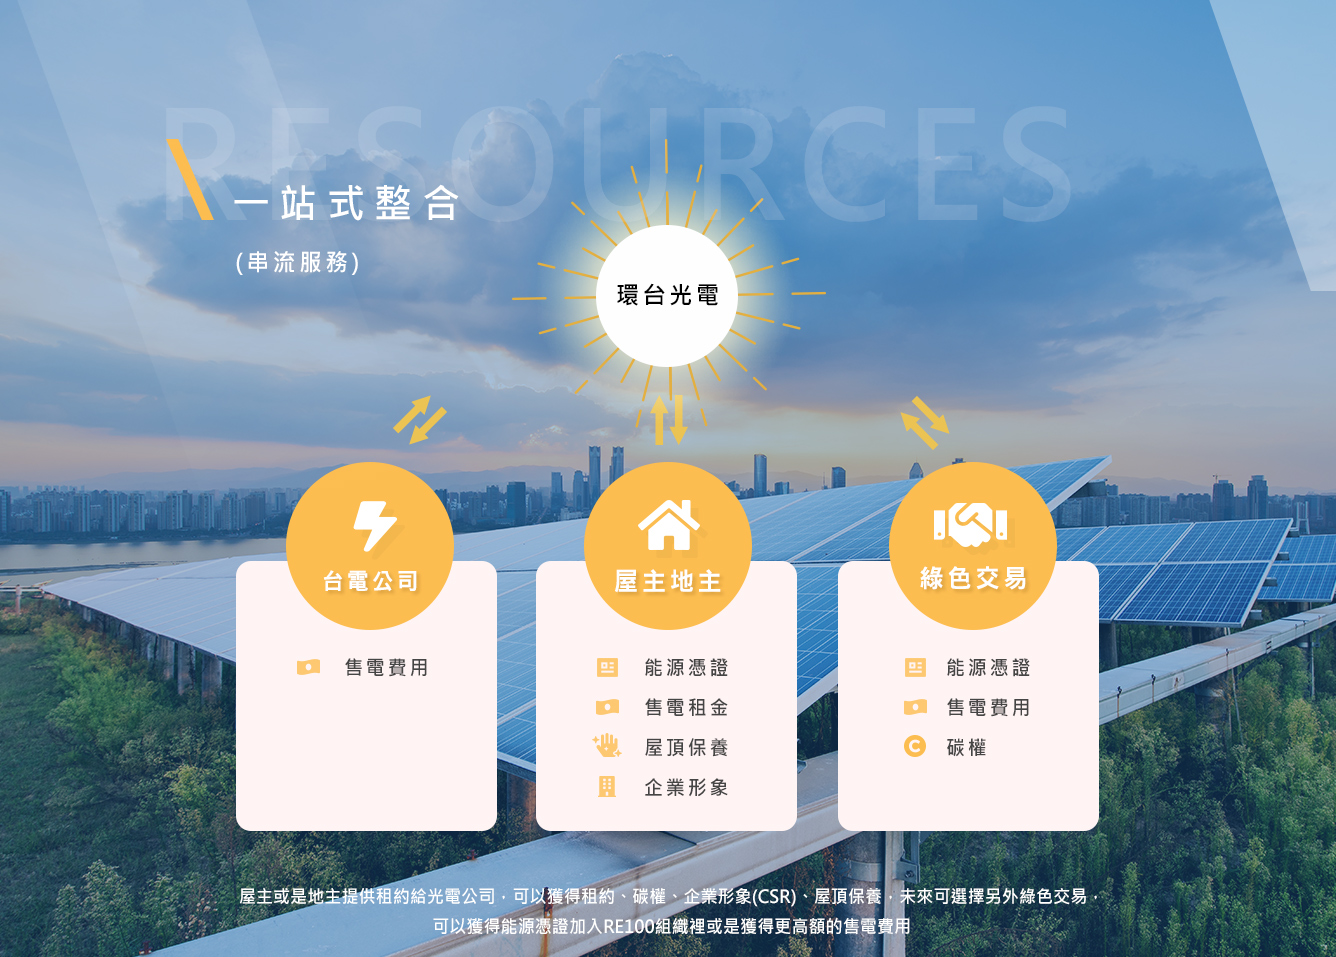 RESOURCES
一站式整合
(串流服務)
環台光電
台電公司
售電費用
屋主地主
能源憑證
售電租金
屋頂保養
企業形象
綠色交易
能源憑證
售電費用
碳權
屋主或是地主提供租約給光電公司，可以獲得租約、碳權、企業形象(CSR)、屋頂保養，未來可選擇另外綠色交易，
可以獲得能源憑證加入RE100組織裡或是獲得更高額的售電費用